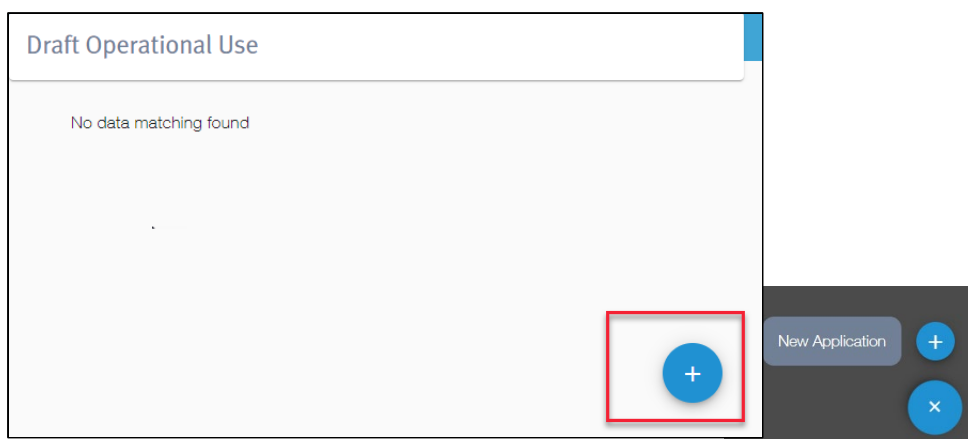 Draft Operational Use
No data matching found
New Application